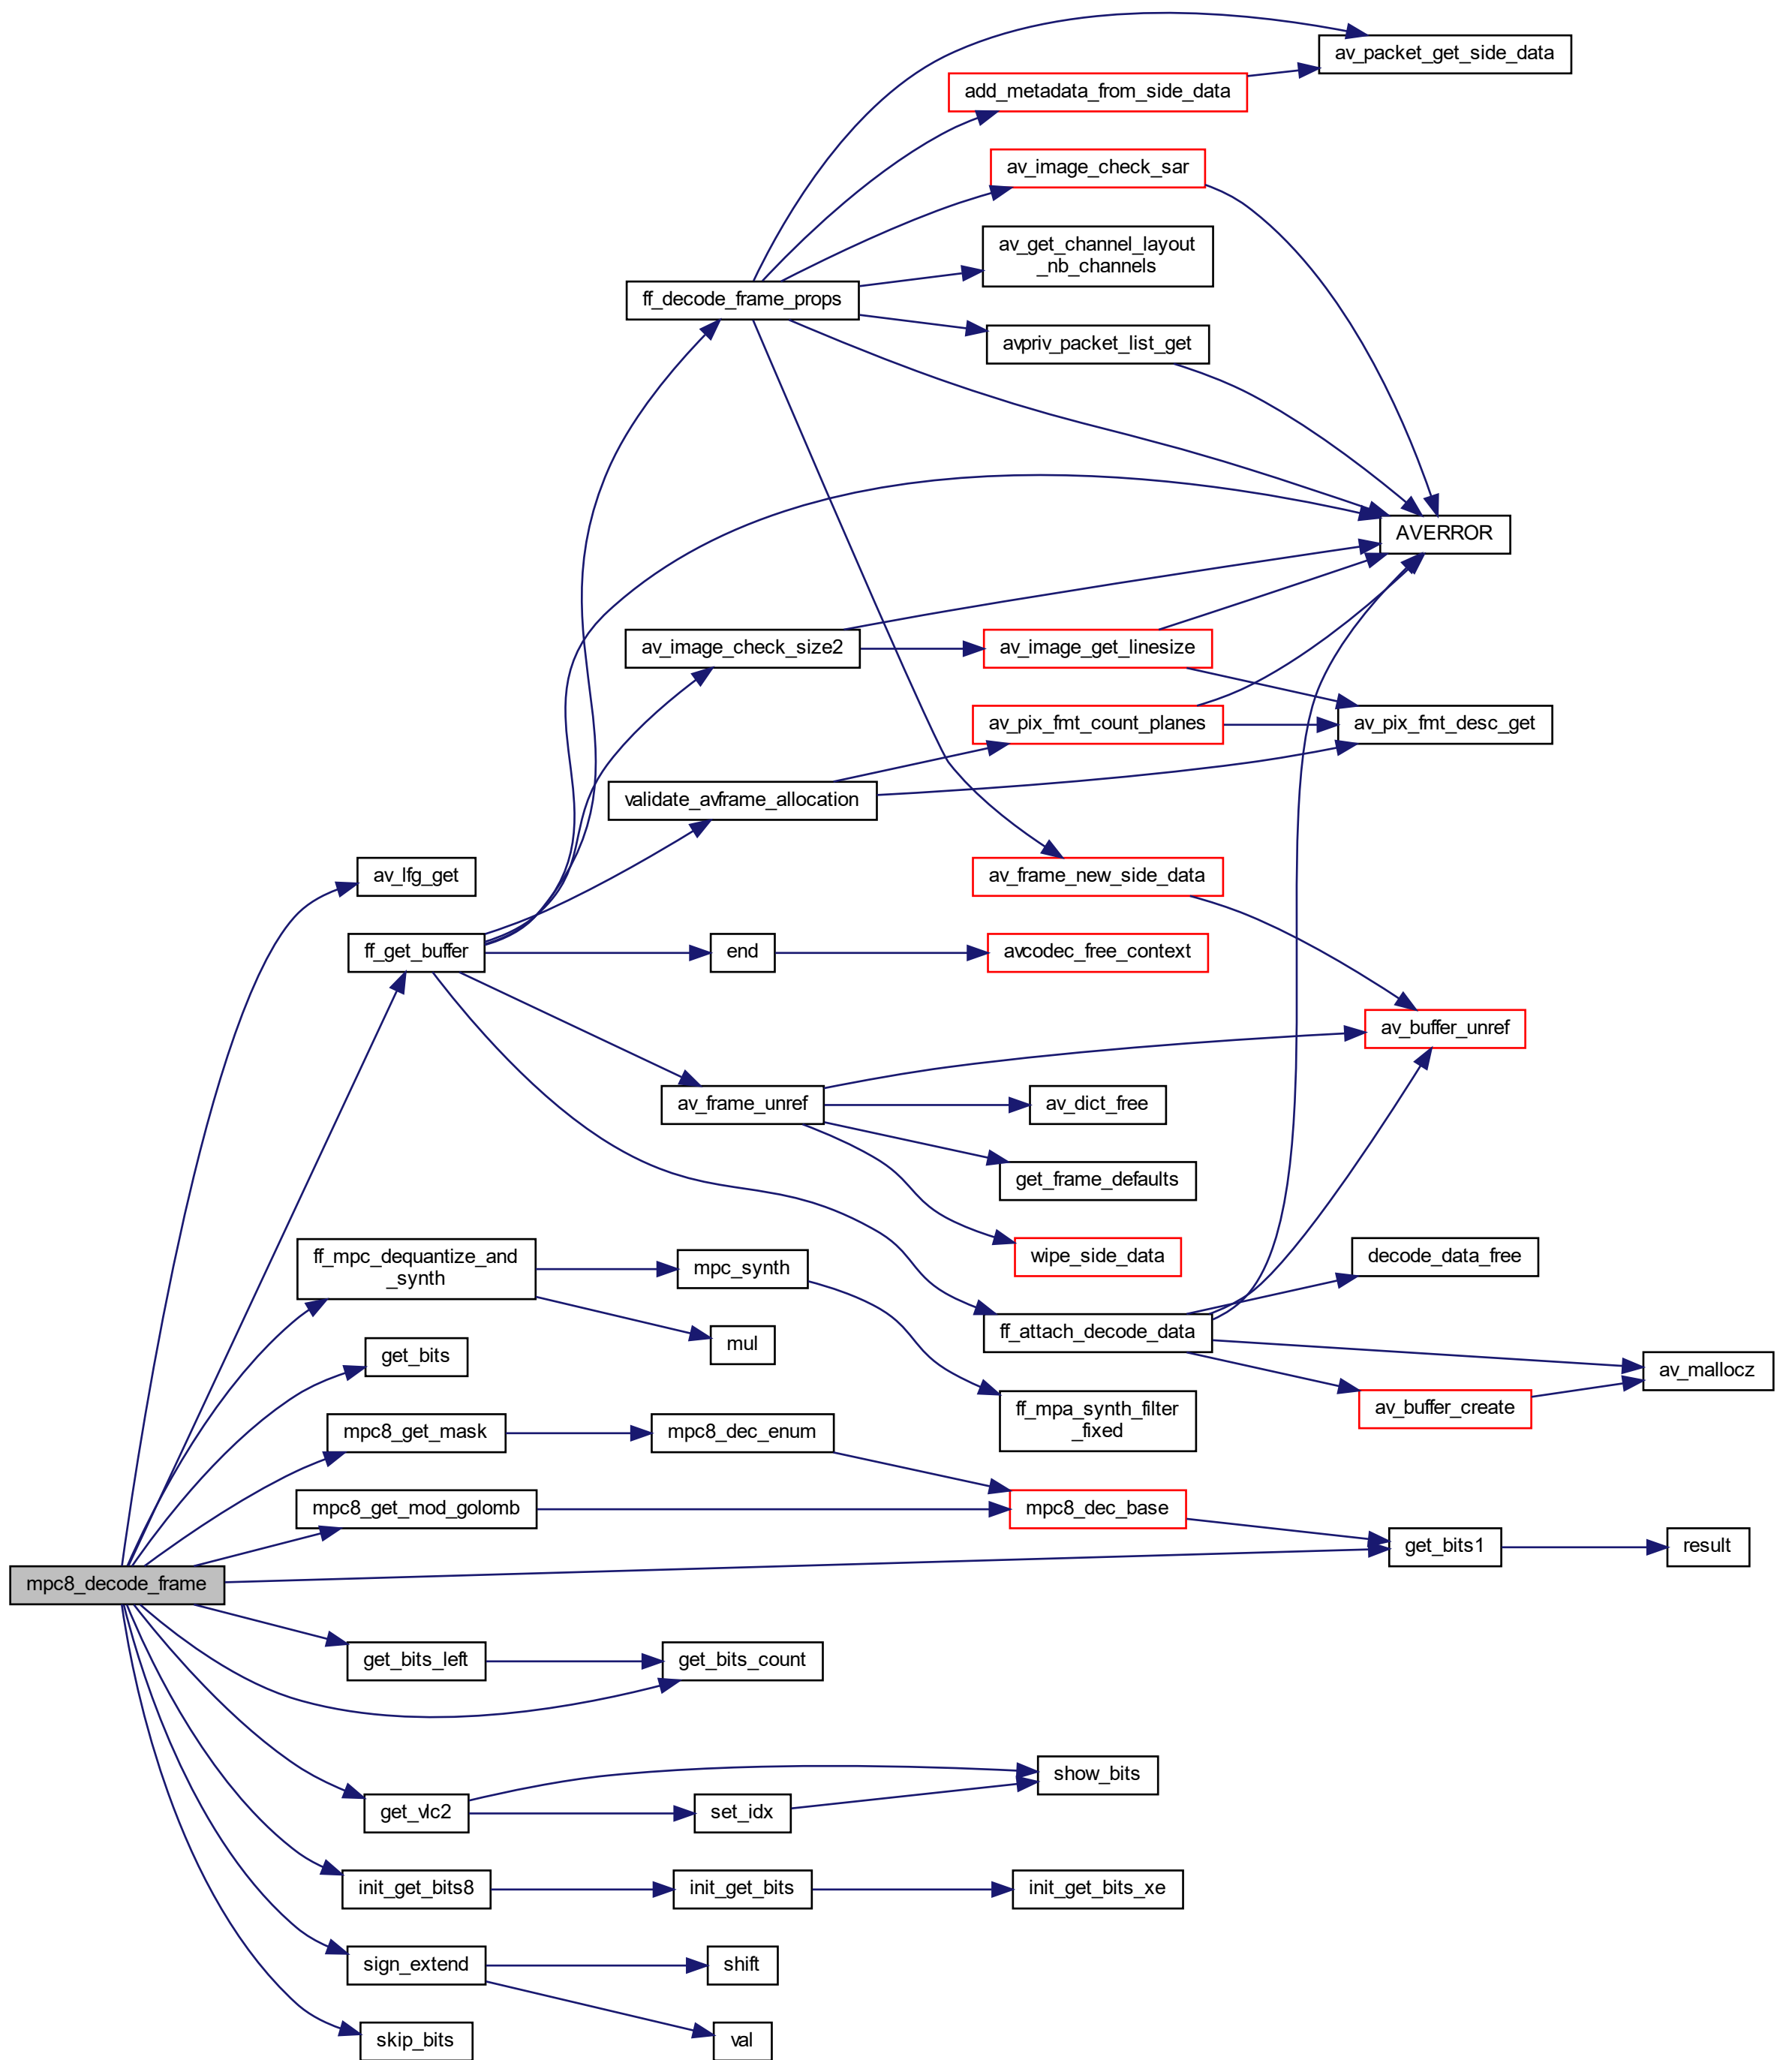 av_packet_get_side_data
add_metadata_from_side_data
av_image_check_sar
av_get_channel_layout
_nb_channels
ff_decode_frame_props
avpriv_packet_list_get
AVERROR
av_image_check_size2
av_image_get_linesize
av_pix_fmt_count_planes
av_pix_fmt_desc_get
validate_avframe_allocation
av_lfg_get
av_frame_new_side_data
ff_get_buffer
end
avcodec_free_context
av_buffer_unref
av_frame_unref
av_dict_free
get_frame_defaults
ff_mpc_dequantize_and
_synth
mpc_synth
wipe_side_data
decode_data_free
ff_attach_decode_data
mul
get_bits
av_mallocz
av_buffer_create
ff_mpa_synth_filter
_fixed
mpc8_get_mask
mpc8_dec_enum
mpc8_get_mod_golomb
mpc8_dec_base
get_bits1
result
mpc8_decode_frame
get_bits_left
get_bits_count
show_bits
get_vlc2
set_idx
init_get_bits8
init_get_bits
init_get_bits_xe
sign_extend
shift
skip_bits
val